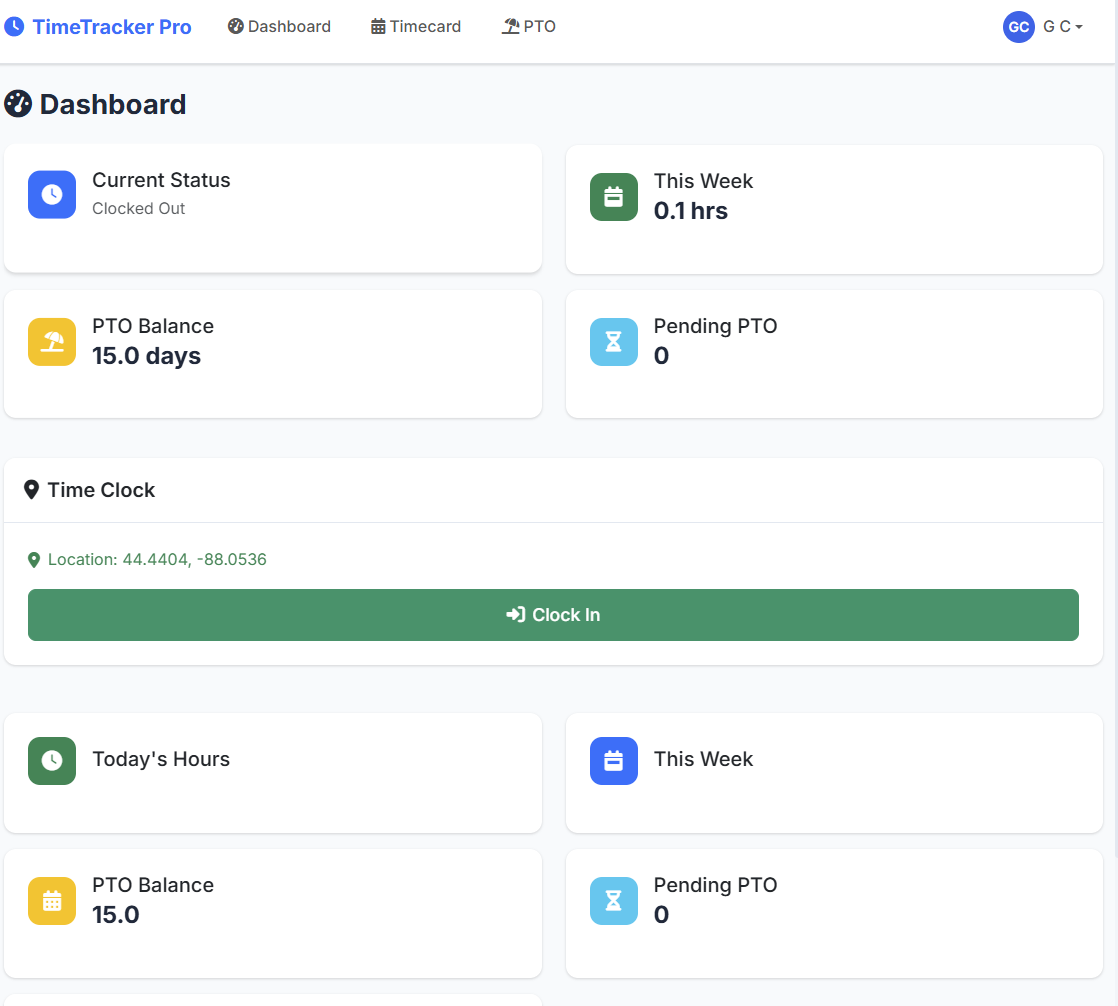 TimeTracker Pro Dashboard Timecard PTO GC G C
Dashboard
Current Status
Clocked Out
This Week
0.1 hrs
PTO Balance
15.0 days
Pending PTO
0
Time Clock
Location: 44.4404, -88.0536
Clock In
Today's Hours
This Week
PTO Balance
15.0
Pending PTO
0